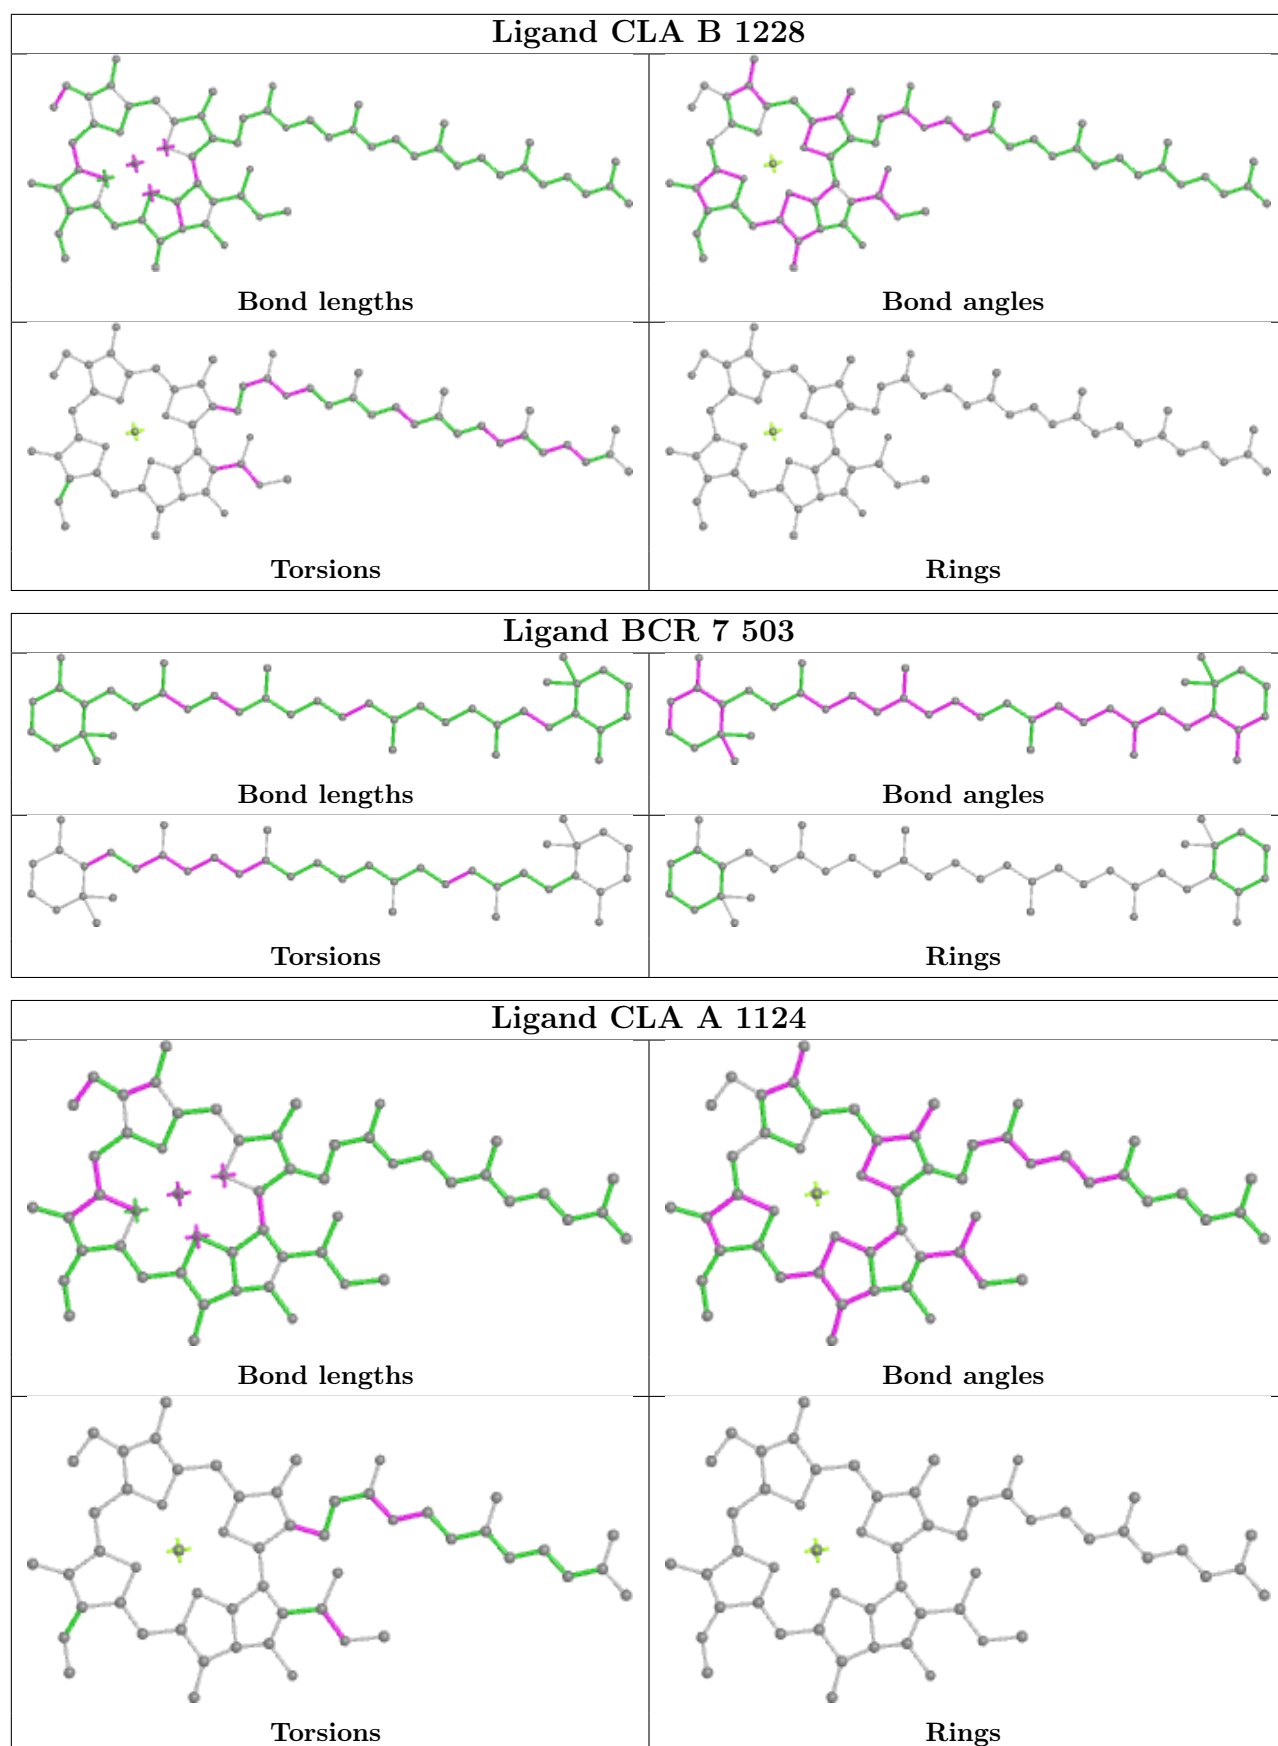 Ligand CLA B 1228
Bond lengths
Bond angles
Torsions
Rings
Ligand BCR 7 503
Bond lengths
Bond angles
Torsions
Rings
Ligand CLA A 1124
Bond lengths
Bond angles
Torsions
Rings